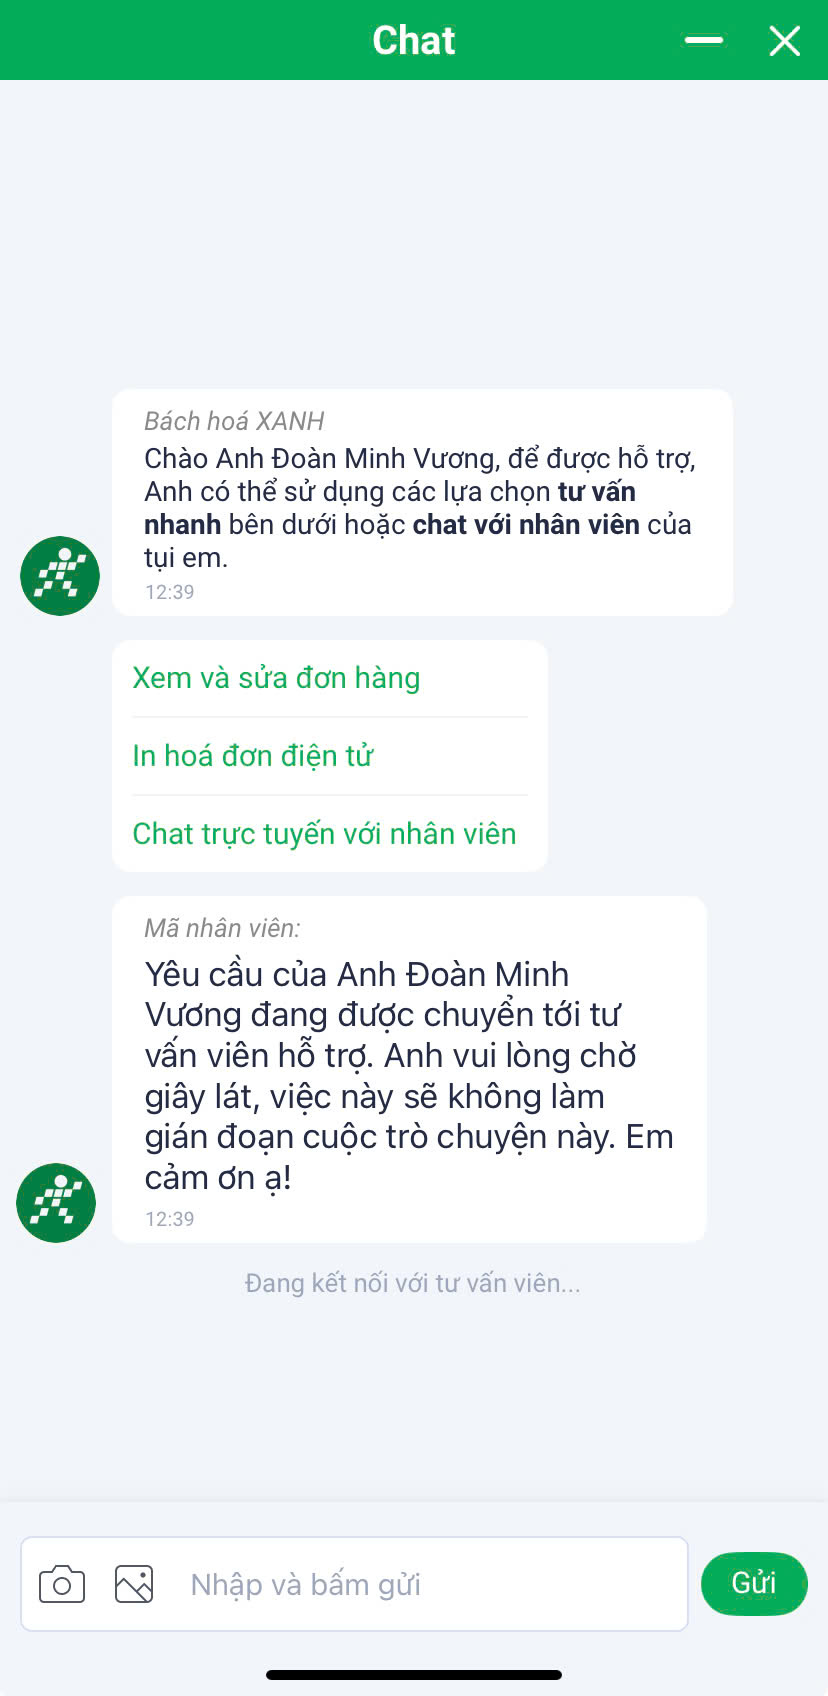 Chat
Bách hoá XANH
Chào Anh Đoàn Minh Vương, để được hỗ trợ,
Anh có thể sử dụng các lựa chọn tư vấn
nhanh bên dưới hoặc chat với nhân viên của
tụi em.
12:39
Xem và sửa đơn hàng
In hoá đơn điện tử
Chat trực tuyến với nhân viên
Mã nhân viên:
Yêu cầu của Anh Đoàn Minh
Vương đang được chuyển tới tư
vấn viên hỗ trợ. Anh vui lòng chờ
giây lát, việc này sẽ không làm
gián đoạn cuộc trò chuyện này. Em
cảm ơn ạ!
12:39
Đang kết nối với tư vấn viên...
Nhập và bấm gửi
Gửi